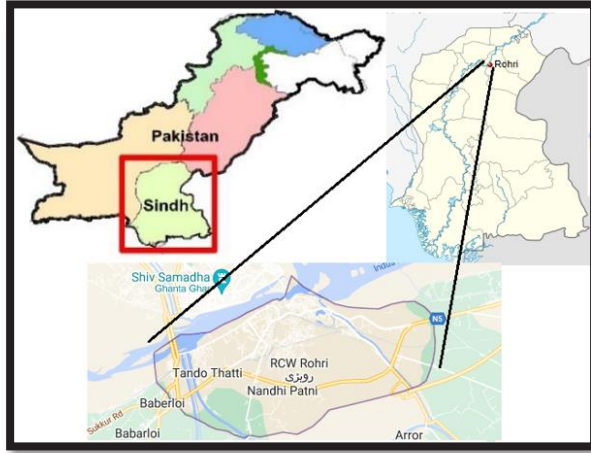 Pakistan
Sindh
Rohri
Shiv Samadha
Ghanta Ghar
Indus
N5
RCW Rohri
روہڑی
Tando Thatti
Nandhi Patni
Baberloi
Sukkur Rd
Babarloi
Arror